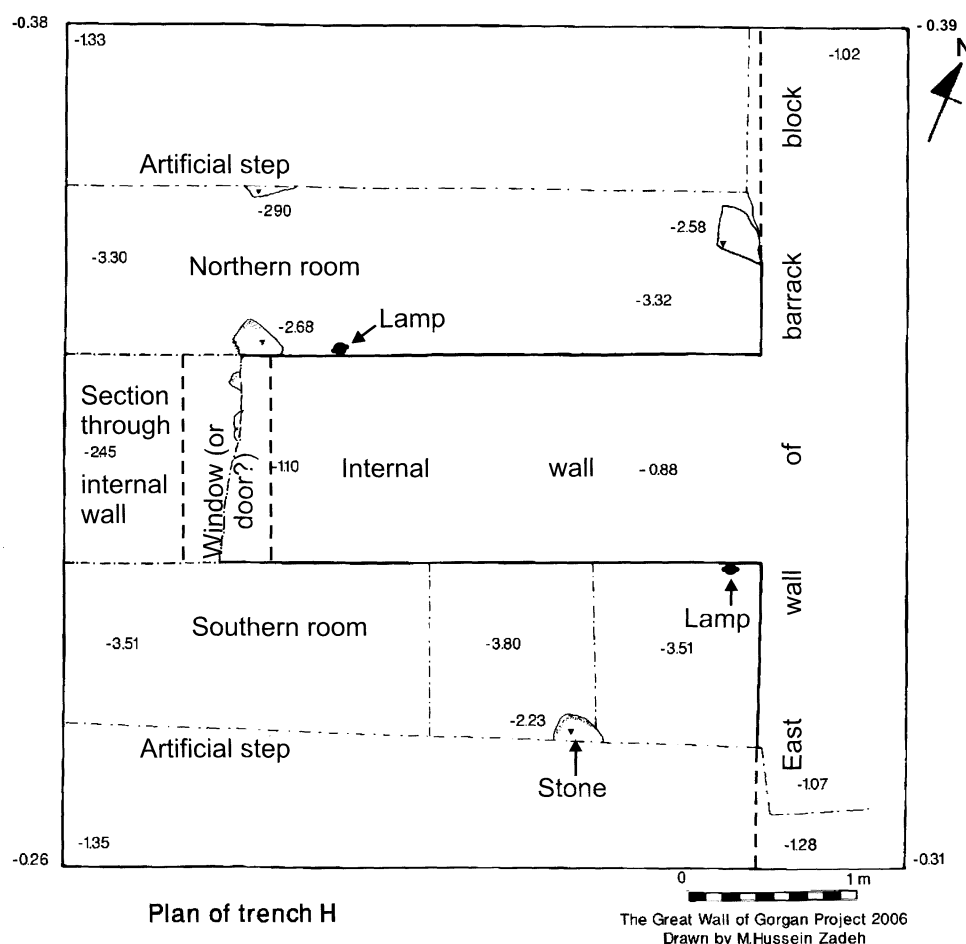 -0.38
- 0.39
-1.33
-1.02
N
block
Artificial step
-290
-2.58
-3.30
Northern room
barrack
-3.32
-2.68
Lamp
Section
through
-245
internal
wall
Window (or
door?)
-1.10
Internal wall
- 0.88
of
wall
Lamp
Southern room
-3.51
-3.80
-3.51
-2.23
Artificial step
East
Stone
-1.07
-1.35
-1.28
-0.26
-0.31
0 1 m
Plan of trench H
The Great Wall of Gorgan Project 2006
Drawn by M.Hussein Zadeh